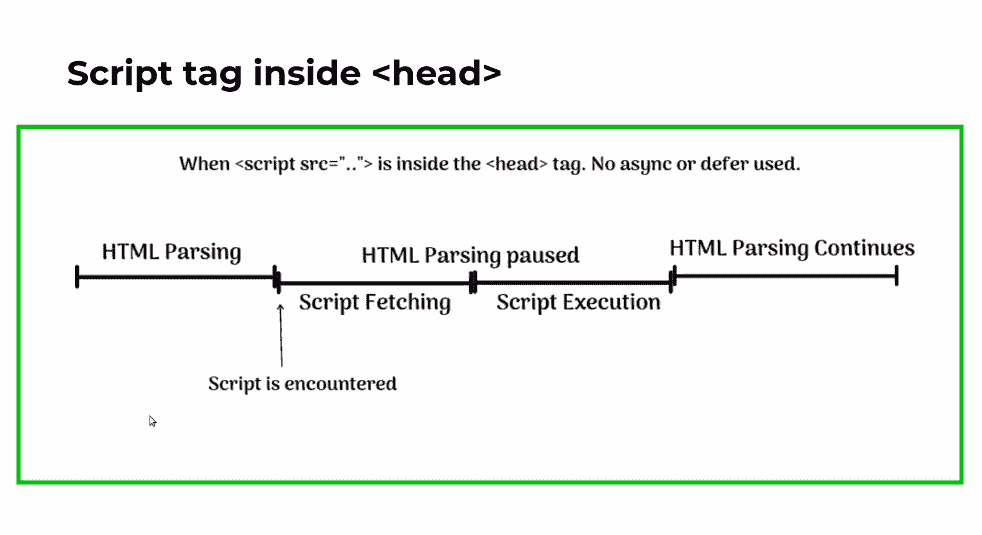 Script tag inside <head>
When <script src=".."> is inside the <head> tag. No async or defer used.
HTML Parsing
HTML Parsing paused
HTML Parsing Continues
Script Fetching
Script Execution
Script is encountered